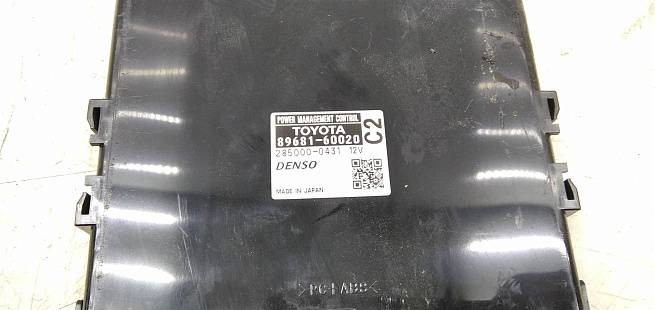 POWER MANAGEMENT CONTROL
TOYOTA
89681-60020
C2
285000-0431 12V
DENSO
MADE IN JAPAN
>PC+ABS<